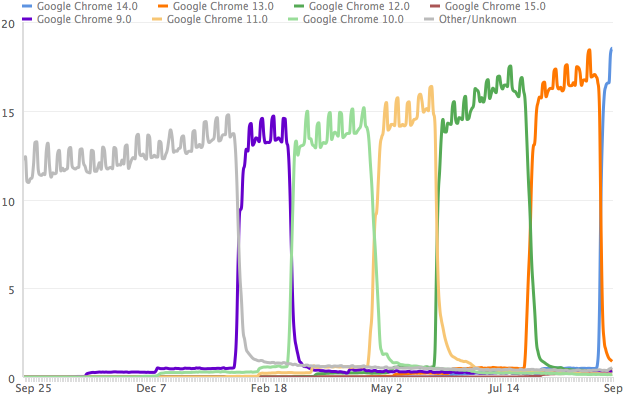 Google Chrome 14.0 Google Chrome 13.0 Google Chrome 12.0 Google Chrome 15.0
Google Chrome 9.0 Google Chrome 11.0 Google Chrome 10.0 Other/Unknown
20
15
10
5
0
Sep 25 Dec 7 Feb 18 May 2 Jul 14 Sep